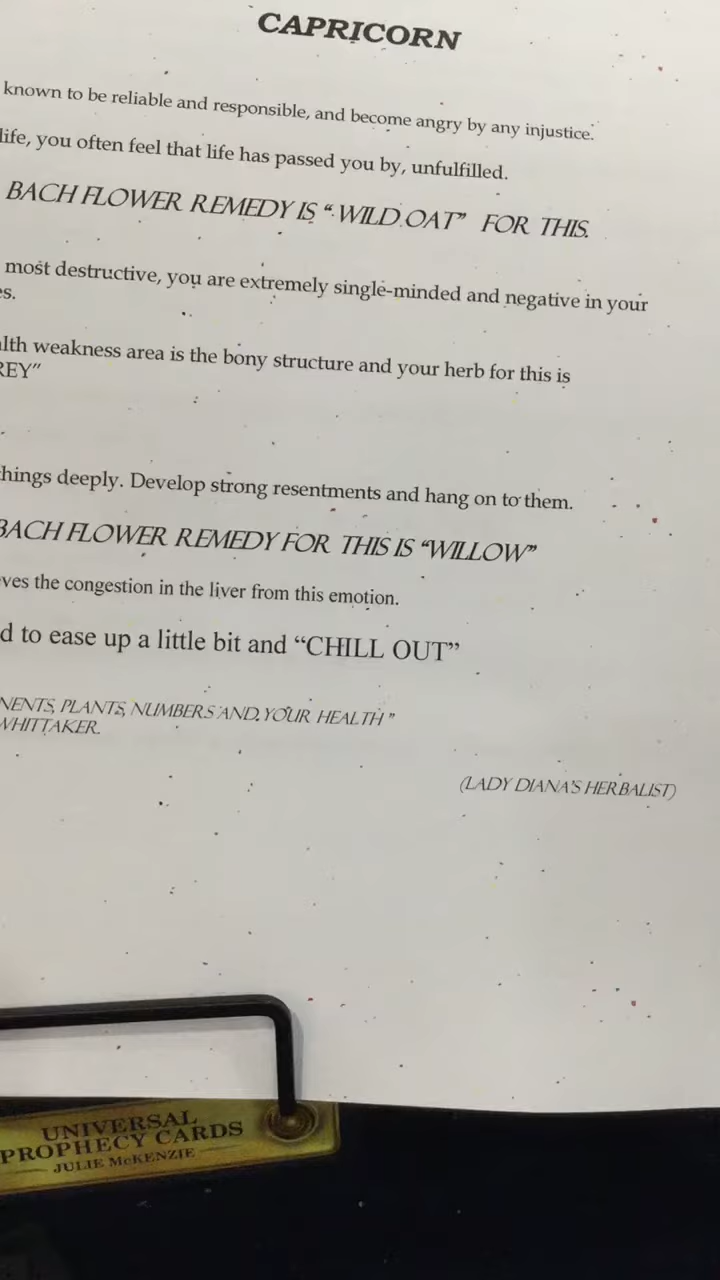 CAPRICORN
known to be reliable and responsible, and become angry by any injustice.
life, you often feel that life has passed you by, unfulfilled.
BACH FLOWER REMEDY IS “WILD OAT” FOR THIS.
most destructive, you are extremely single-minded and negative in your
es.
alth weakness area is the bony structure and your herb for this is
REY”
things deeply. Develop strong resentments and hang on to them.
BACH FLOWER REMEDY FOR THIS IS “WILLOW”
ves the congestion in the liver from this emotion.
d to ease up a little bit and “CHILL OUT”
NENTS, PLANTS, NUMBERS AND YOUR HEALTH”
WHITTAKER.
(LADY DIANA'S HERBALIST)
UNIVERSAL
PROPHECY CARDS
JULIE McKENZIE